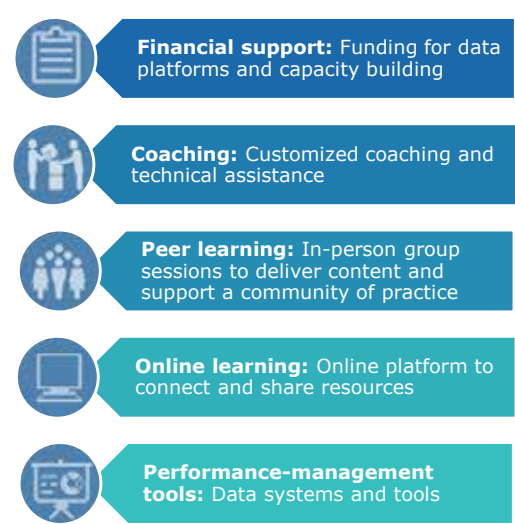 Financial support: Funding for data
platforms and capacity building
Coaching: Customized coaching and
technical assistance
Peer learning: In-person group
sessions to deliver content and
support a community of practice
Online learning: Online platform to
connect and share resources
Performance-management
tools: Data systems and tools